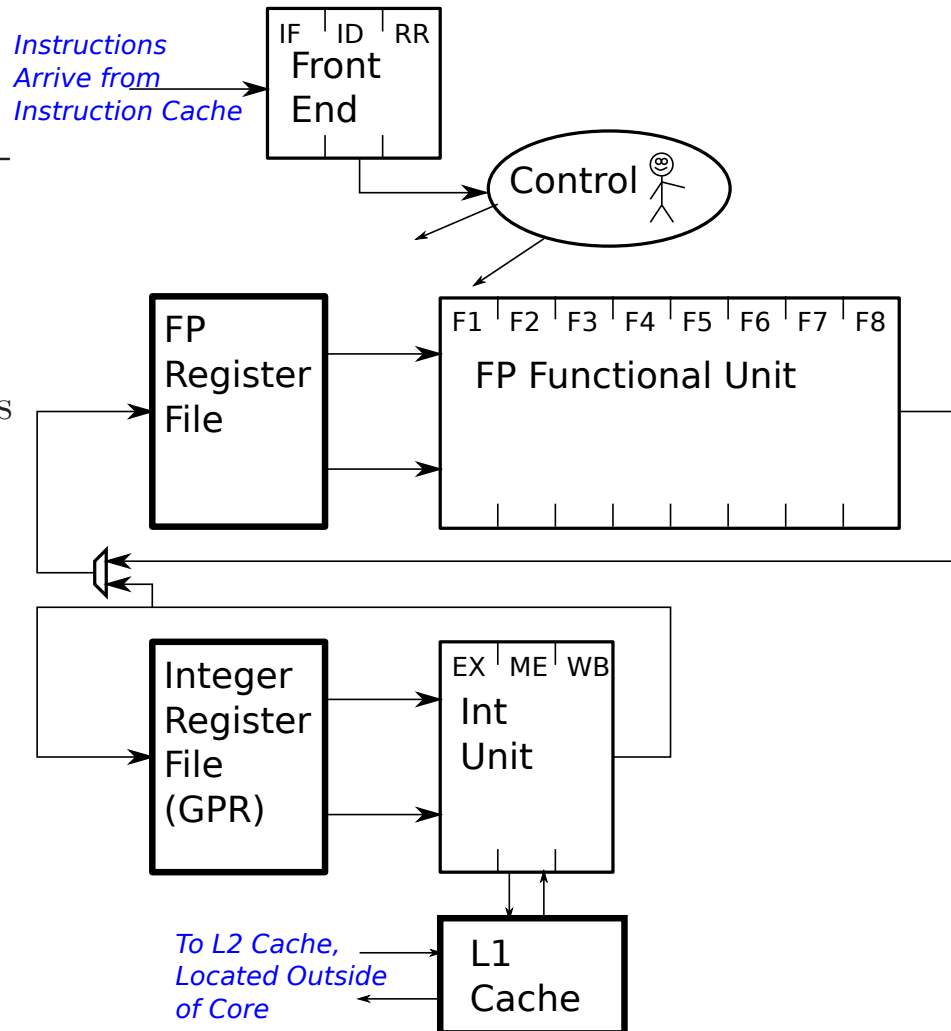 Instructions
Arrive from
Instruction Cache
IF ID RR
Front
End
Control
s
FP
Register
File
F1 F2 F3 F4 F5 F6 F7 F8
FP Functional Unit
Integer
Register
File
(GPR)
EX ME WB
Int
Unit
To L2 Cache,
Located Outside
of Core
L1
Cache